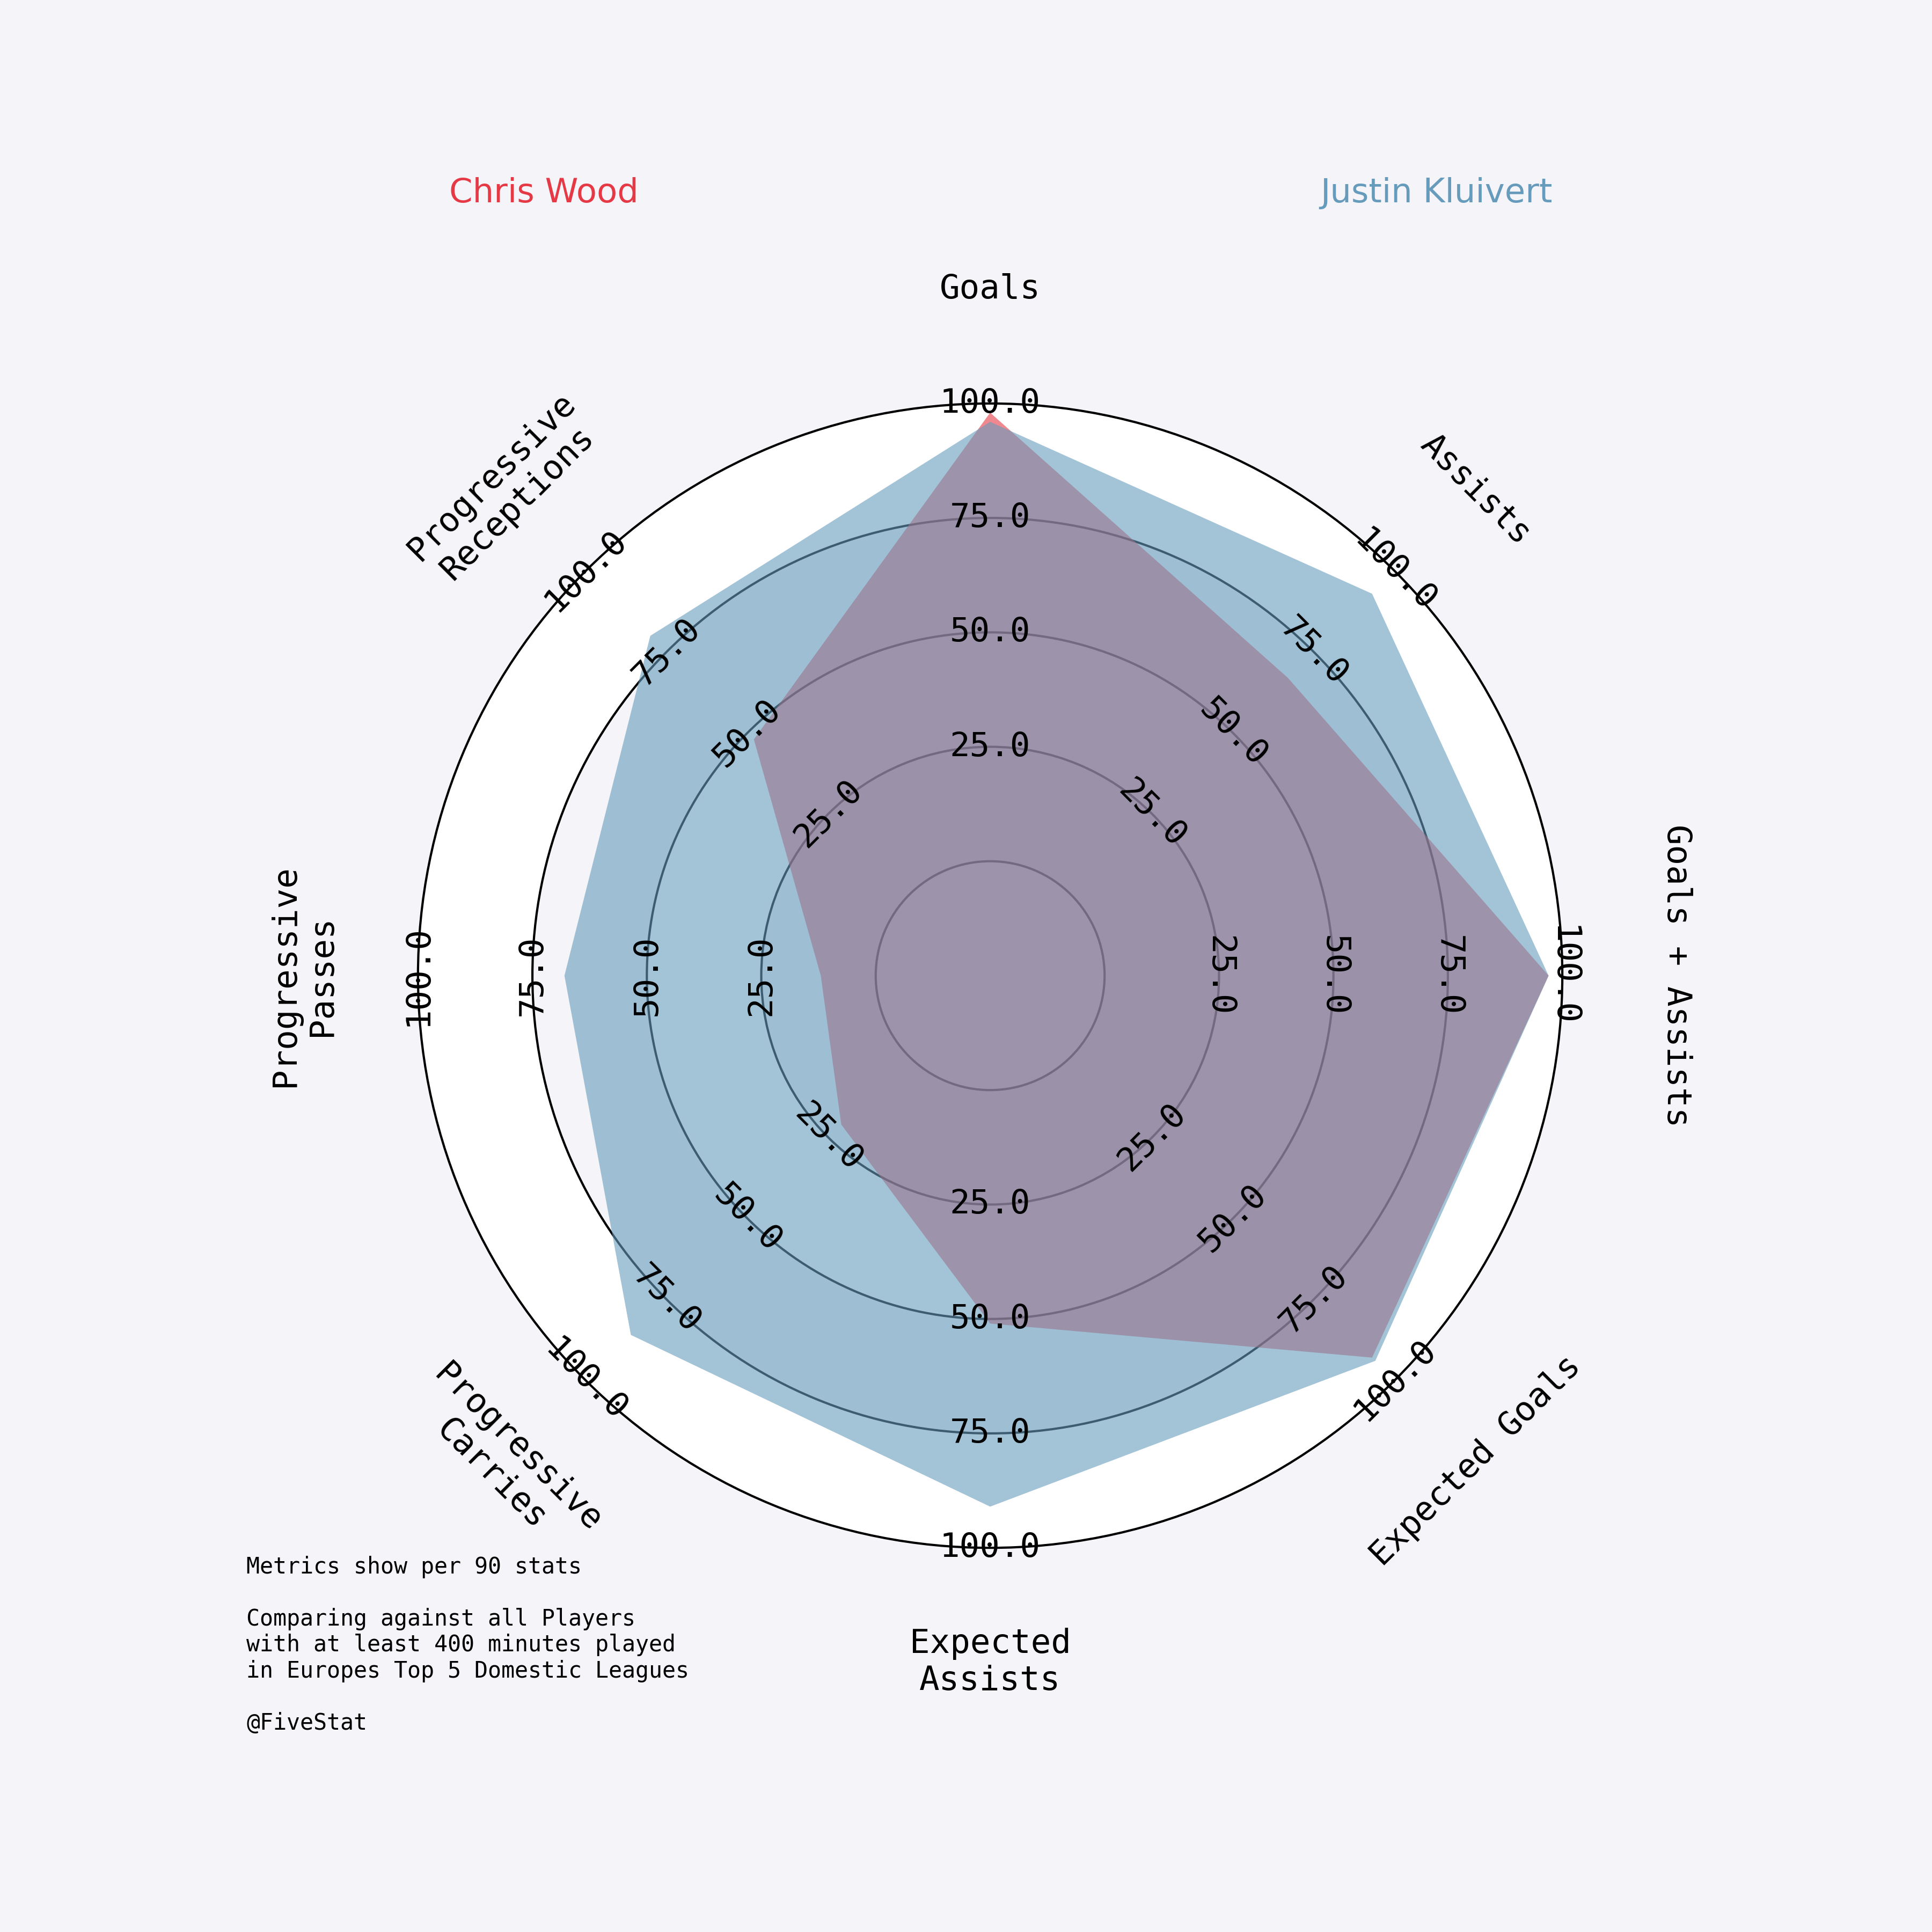 Chris Wood
Justin Kluivert
Goals
Assists
Goals + Assists
Expected Goals
Expected
Assists
Progressive
Carries
Progressive
Passes
Progressive
Receptions
25.0
50.0
75.0
100.0
25.0
50.0
75.0
100.0
25.0
50.0
75.0
100.0
25.0
50.0
75.0
100.0
25.0
50.0
75.0
100.0
25.0
50.0
75.0
100.0
25.0
50.0
75.0
100.0
25.0
50.0
75.0
100.0
Metrics show per 90 stats
Comparing against all Players
with at least 400 minutes played
in Europes Top 5 Domestic Leagues
@FiveStat